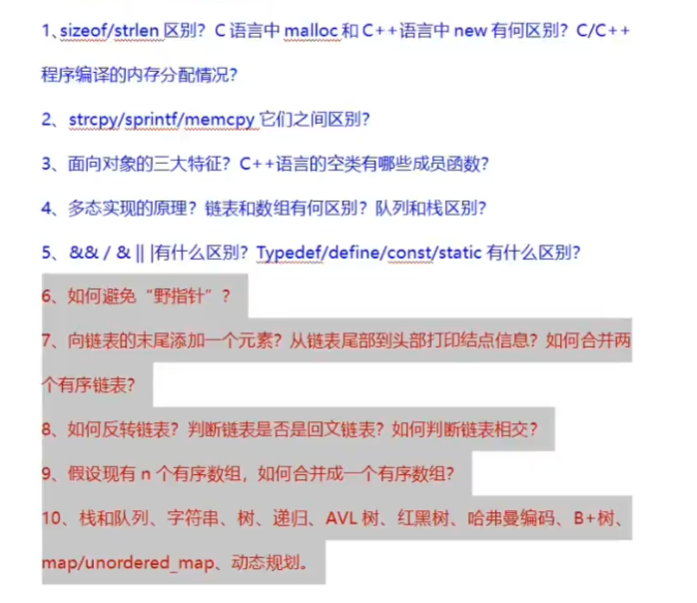 1、sizeof/strlen 区别？C 语言中 malloc 和 C++语言中 new 有何区别？C/C++
程序编译的内存分配情况？
2、strcpy/sprintf/memcpy 它们之间区别？
3、面向对象的三大特征？C++语言的空类有哪些成员函数？
4、多态实现的原理？链表和数组有何区别？队列和栈区别？
5、&& / & || |有什么区别？Typedef/define/const/static 有什么区别？
6、如何避免“野指针”？
7、向链表的末尾添加一个元素？从链表尾部到头部打印结点信息？如何合并两
个有序链表？
8、如何反转链表？判断链表是否是回文链表？如何判断链表相交？
9、假设现有 n 个有序数组，如何合并成一个有序数组？
10、栈和队列、字符串、树、递归、AVL 树、红黑树、哈弗曼编码、B+树、
map/unordered_map、动态规划。